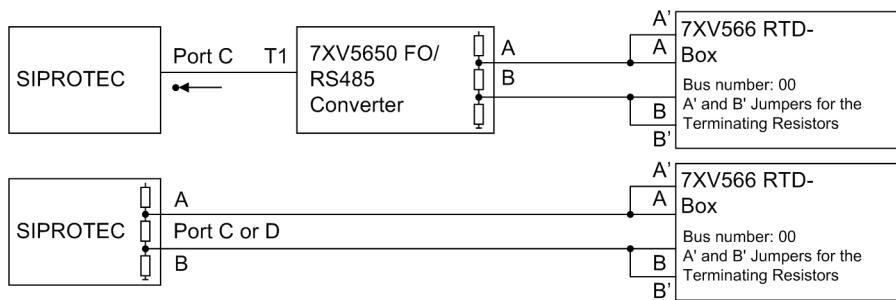 SIPROTEC
Port C
T1
7XV5650 FO/
RS485
Converter
A
B
A'
A
B
B'
7XV566 RTD-
Box
Bus number: 00
A' and B' Jumpers for the
Terminating Resistors
SIPROTEC
A
Port C or D
B
A'
A
B
B'
7XV566 RTD-
Box
Bus number: 00
A' and B' Jumpers for the
Terminating Resistors